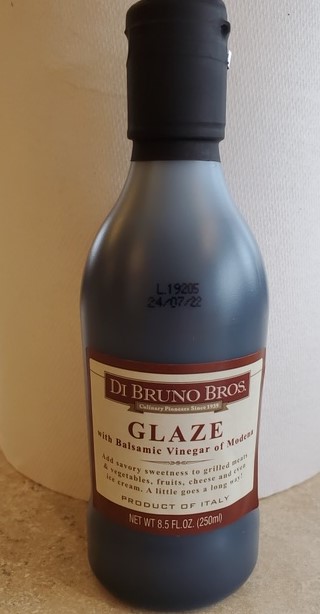 L19205
24/07/22
DI BRUNO BROS.
Culinary Pioneers Since 1939
GLAZE
with Balsamic Vinegar of Modena
Add savory sweetness to grilled meats
& vegetables, fruits, cheese and even
ice cream. A little goes a long way!
PRODUCT OF ITALY
NET WT 8.5 FL.OZ. (250ml)